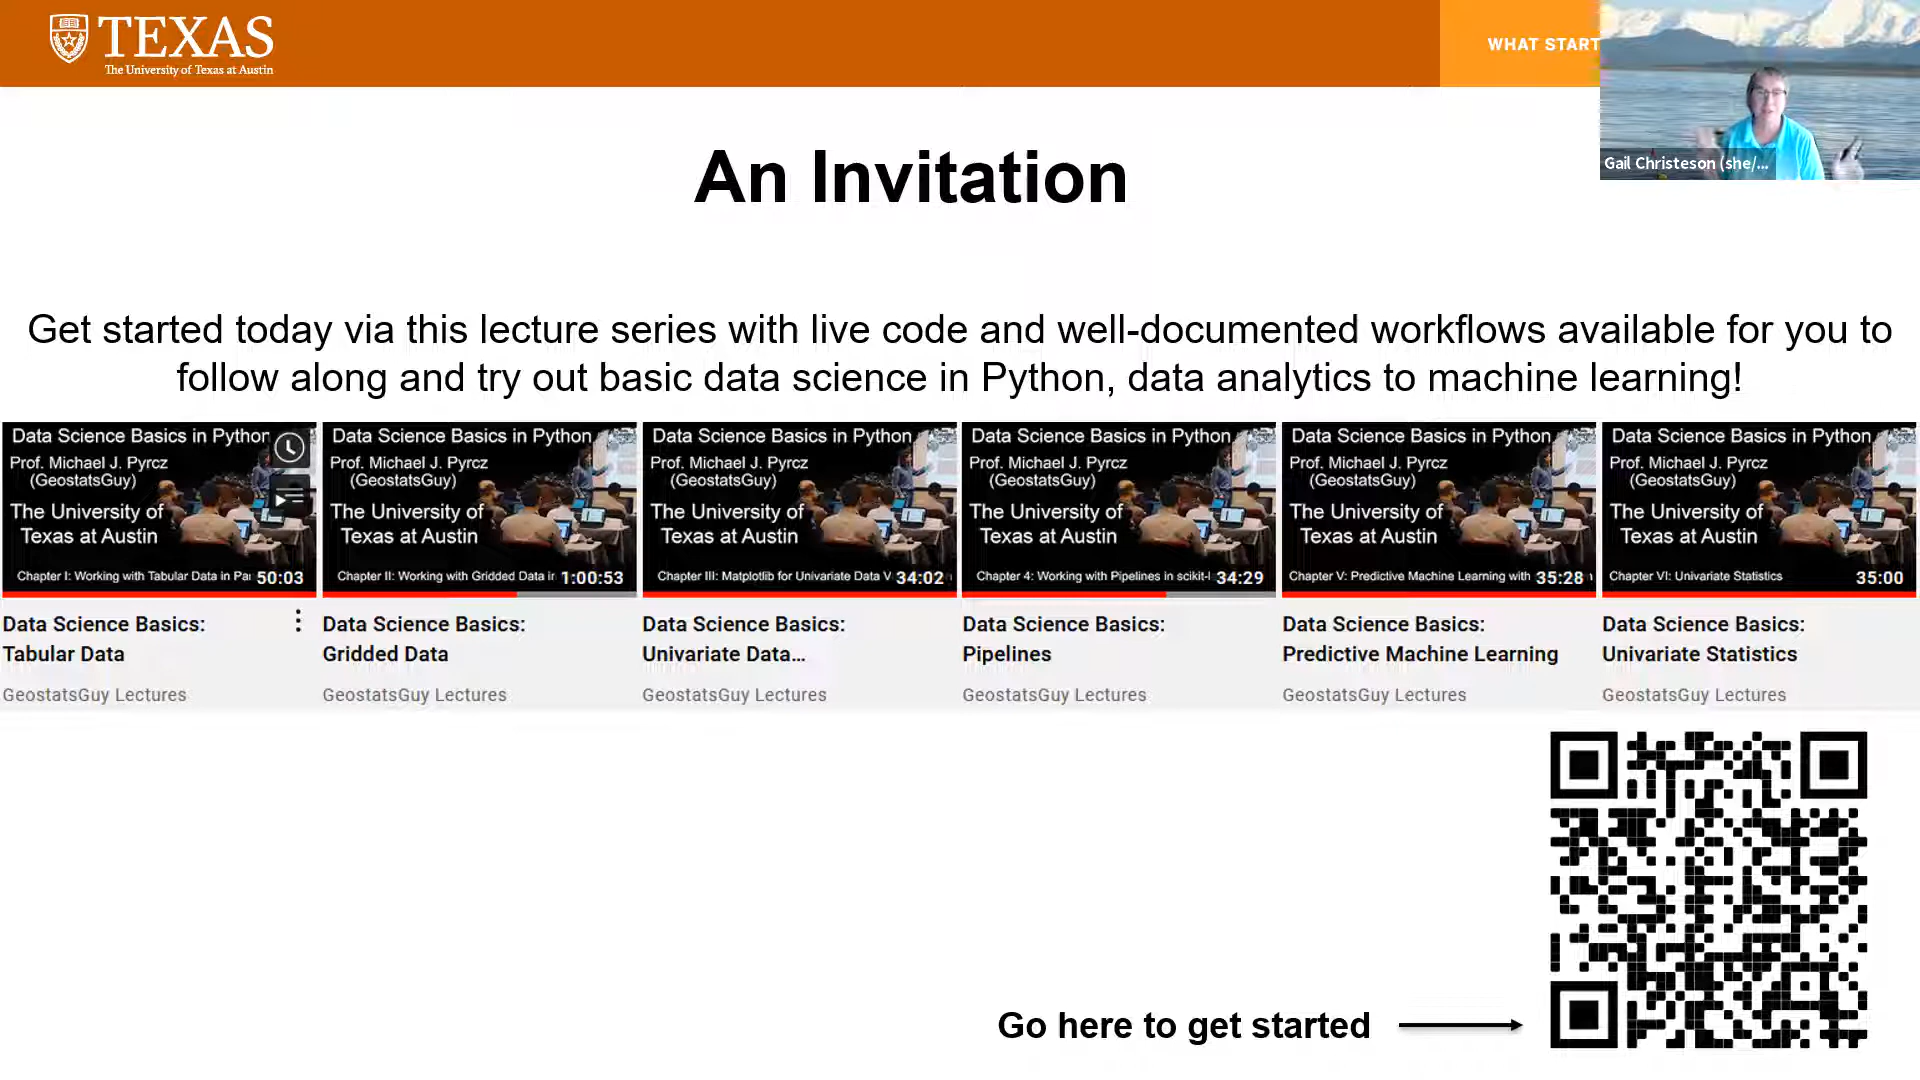 TEXAS
The University of Texas at Austin
WHAT START
Gail Christeson (she/...
An Invitation
Get started today via this lecture series with live code and well-documented workflows available for you to
follow along and try out basic data science in Python, data analytics to machine learning!
Data Science Basics in Python
Prof. Michael J. Pyrcz
(GeostatsGuy)
The University of
Texas at Austin
Chapter I: Working with Tabular Data in Pa
50:03
Data Science Basics:
Tabular Data
GeostatsGuy Lectures
Data Science Basics in Python
Prof. Michael J. Pyrcz
(GeostatsGuy)
The University of
Texas at Austin
Chapter II: Working with Gridded Data in
1:00:53
Data Science Basics:
Gridded Data
GeostatsGuy Lectures
Data Science Basics in Python
Prof. Michael J. Pyrcz
(GeostatsGuy)
The University of
Texas at Austin
Chapter III: Matplotlib for Univariate Data V
34:02
Data Science Basics:
Univariate Data...
GeostatsGuy Lectures
Data Science Basics in Python
Prof. Michael J. Pyrcz
(GeostatsGuy)
The University of
Texas at Austin
Chapter 4: Working with Pipelines in scikit-l
34:29
Data Science Basics:
Pipelines
GeostatsGuy Lectures
Data Science Basics in Python
Prof. Michael J. Pyrcz
(GeostatsGuy)
The University of
Texas at Austin
Chapter V: Predictive Machine Learning with
35:28
Data Science Basics:
Predictive Machine Learning
GeostatsGuy Lectures
Data Science Basics in Python
Prof. Michael J. Pyrcz
(GeostatsGuy)
The University of
Texas at Austin
Chapter VI: Univariate Statistics
35:00
Data Science Basics:
Univariate Statistics
GeostatsGuy Lectures
Go here to get started